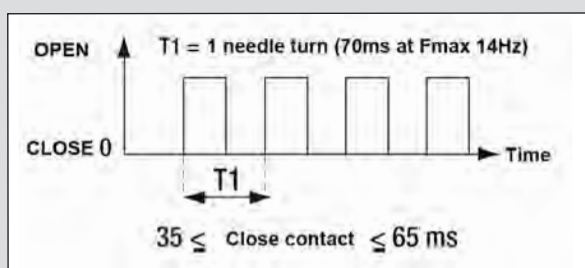 OPEN
T1 = 1 needle turn (70ms at Fmax 14Hz)
CLOSE 0
Time
T1
35 ≤ Close contact ≤ 65 ms